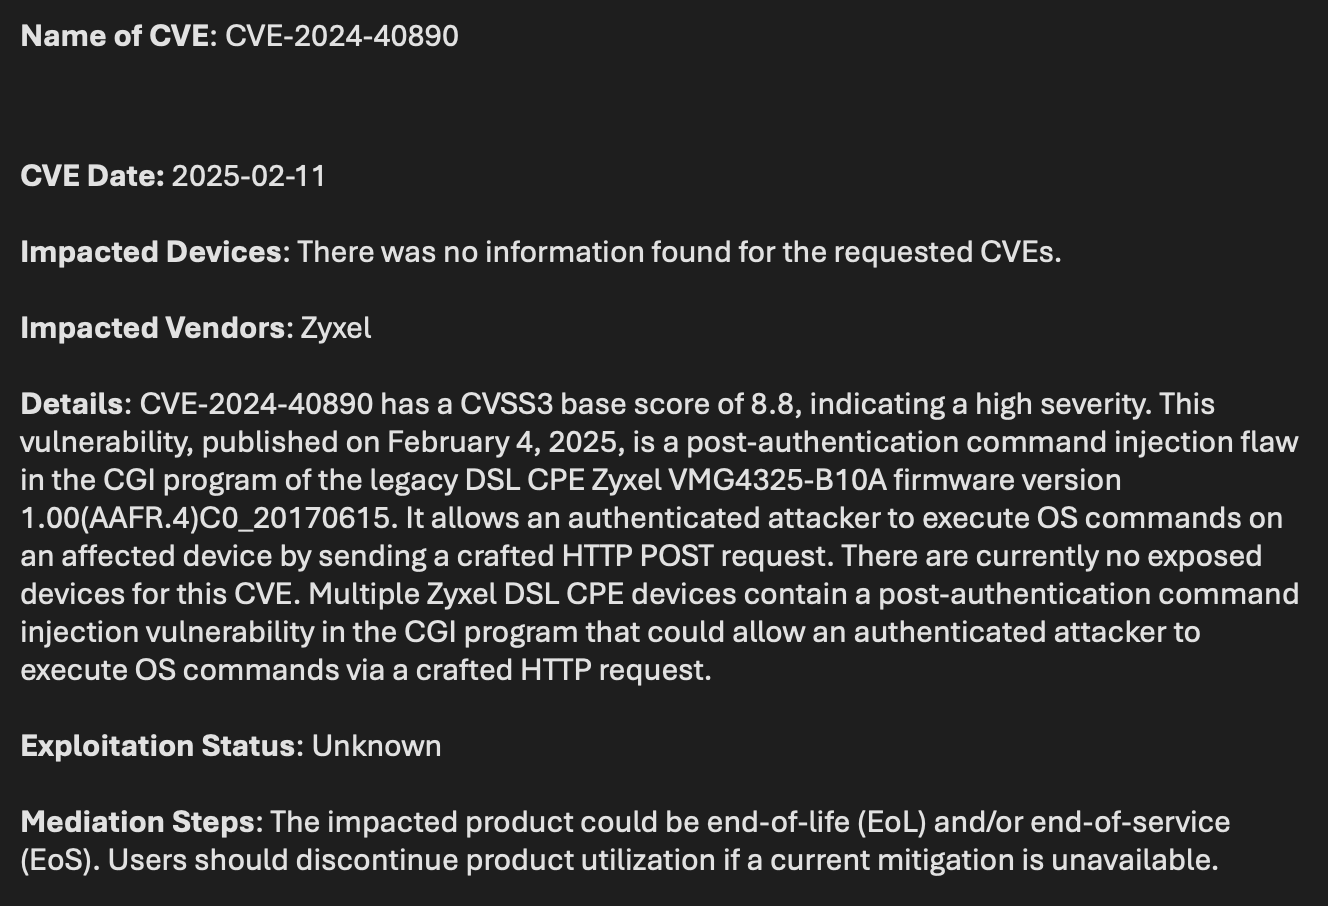 Name of CVE: CVE-2024-40890
CVE Date: 2025-02-11
Impacted Devices: There was no information found for the requested CVEs.
Impacted Vendors: Zyxel
Details: CVE-2024-40890 has a CVSS3 base score of 8.8, indicating a high severity. This
vulnerability, published on February 4, 2025, is a post-authentication command injection flaw
in the CGI program of the legacy DSL CPE Zyxel VMG4325-B10A firmware version
1.00(AAFR.4)C0_20170615. It allows an authenticated attacker to execute OS commands on
an affected device by sending a crafted HTTP POST request. There are currently no exposed
devices for this CVE. Multiple Zyxel DSL CPE devices contain a post-authentication command
injection vulnerability in the CGI program that could allow an authenticated attacker to
execute OS commands via a crafted HTTP request.
Exploitation Status: Unknown
Mediation Steps: The impacted product could be end-of-life (EoL) and/or end-of-service
(EoS). Users should discontinue product utilization if a current mitigation is unavailable.